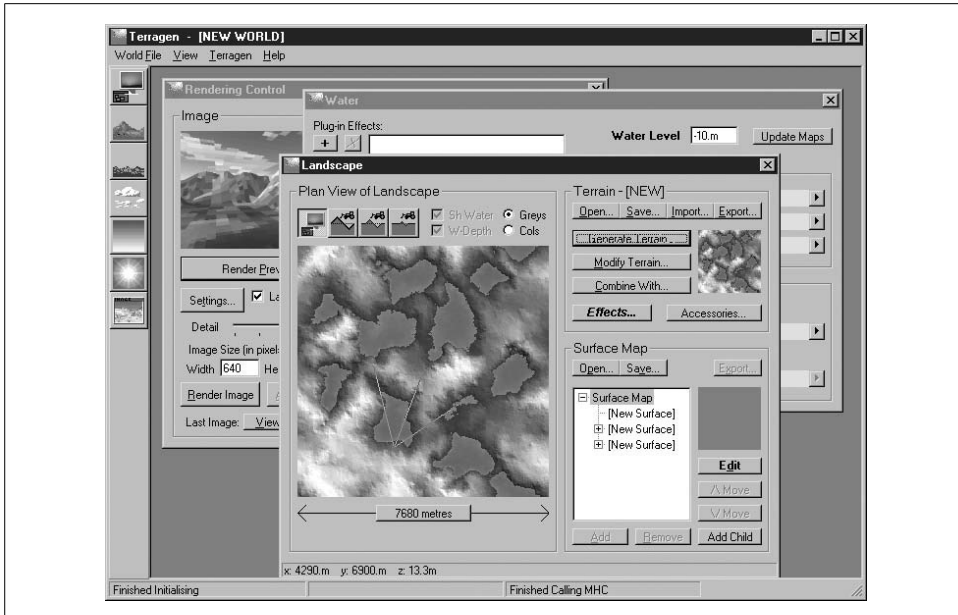 Terragen - [NEW WORLD]
World File View Terragen Help
Rendering Control
Image
Render Prev
Settings...
La
Detail
Image Size (in pixel
Width 640 He
Render Image
Last Image: View
Water
Plug-in Effects:
+ X
Water Level -10.m Update Maps
Landscape
Plan View of Landscape
Sh Water Greys
W-Depth Cols
7680 metres
Terrain - [NEW]
Open... Save... Import... Export...
Generate Terrain...
Modify Terrain...
Combine With...
Effects... Accessories...
Surface Map
Open... Save... Export...
Surface Map
[New Surface]
[New Surface]
[New Surface]
Edit
/\ Move
\/ Move
Add Remove Add Child
x: 4290.m y: 6900.m z: 13.3m
Finished Initialising Finished Calling MHC